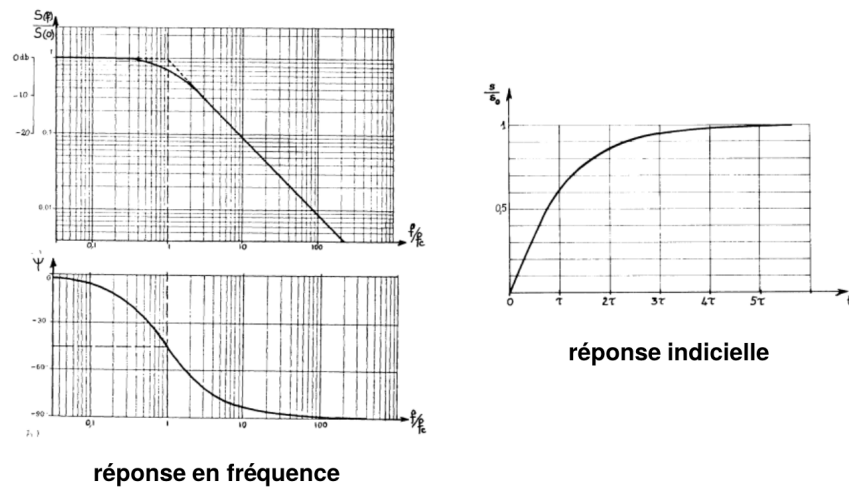 S(f)
S(0)
0 db
1
-10
-20
0.1
0.01
0,1
1
10
100
f/fc
Ψ
0
-30
-60
-90
0,1
1
10
100
f/fc
réponse en fréquence
s/s₀
1
0,5
0
τ
2τ
3τ
4τ
5τ
t
réponse indicielle